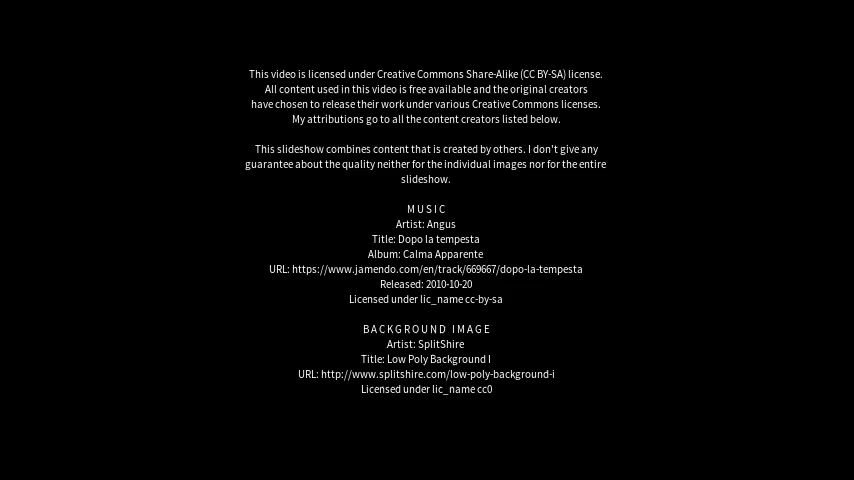 This video is licensed under Creative Commons Share-Alike (CC BY-SA) license.
All content used in this video is free available and the original creators
have chosen to release their work under various Creative Commons licenses.
My attributions go to all the content creators listed below.
This slideshow combines content that is created by others. I don't give any
guarantee about the quality neither for the individual images nor for the entire
slideshow.
MUSIC
Artist: Angus
Title: Dopo la tempesta
Album: Calma Apparente
URL: https://www.jamendo.com/en/track/669667/dopo-la-tempesta
Released: 2010-10-20
Licensed under lic_name cc-by-sa
BACKGROUND IMAGE
Artist: SplitShire
Title: Low Poly Background I
URL: http://www.splitshire.com/low-poly-background-i
Licensed under lic_name cc0